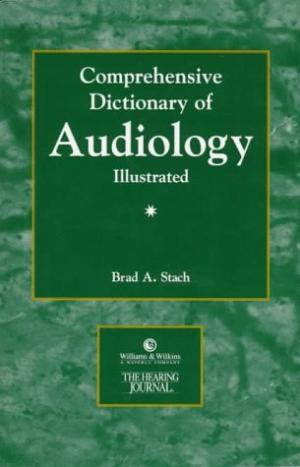 Comprehensive
Dictionary of
Audiology
Illustrated
Brad A. Stach
Williams & Wilkins
A WAVERLY COMPANY
THE HEARING
JOURNAL